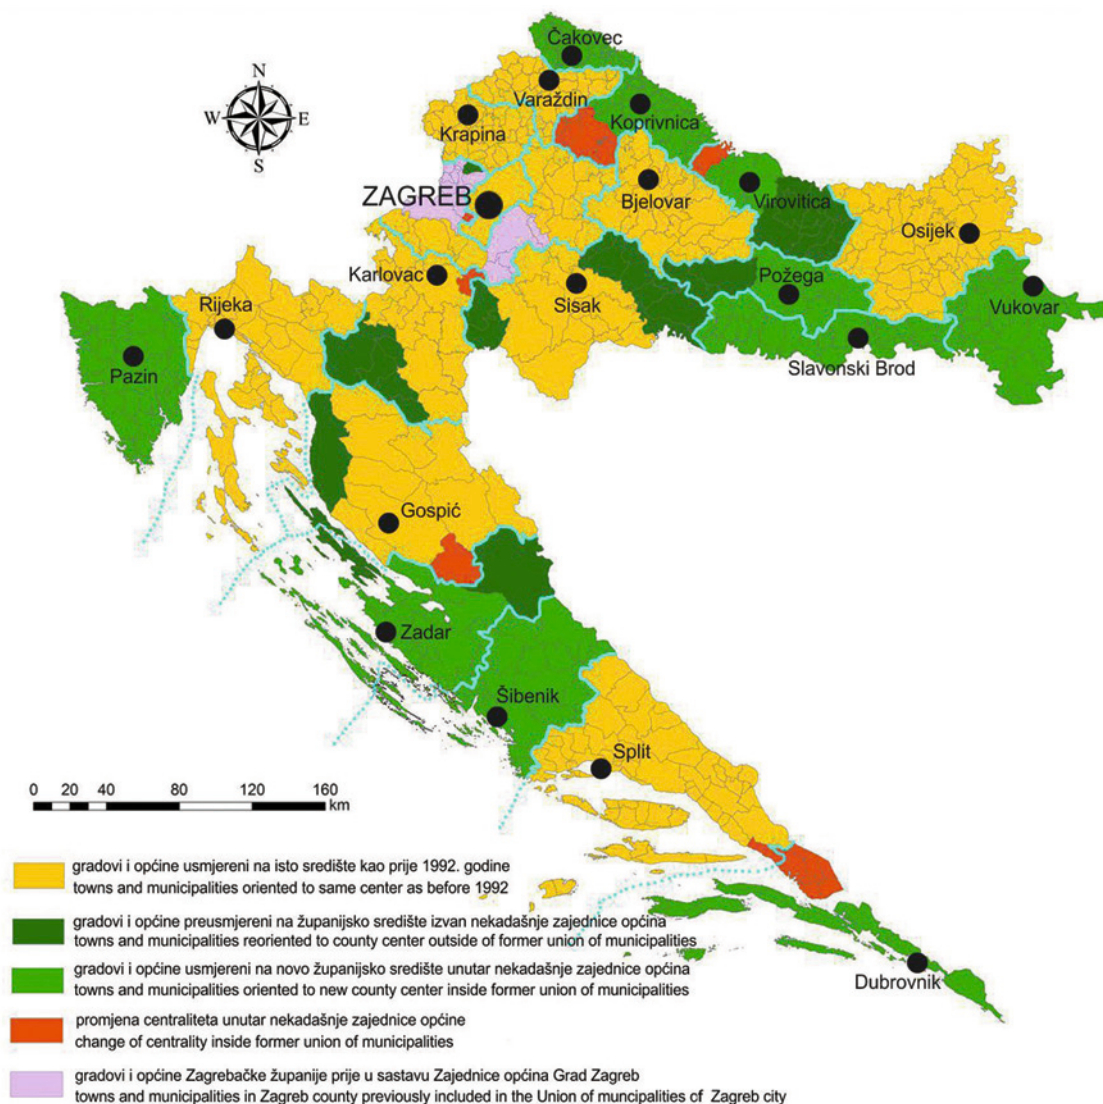 Čakovec
N
Varaždin
W
E
Koprivnica
Krapina
S
ZAGREB
Bjelovar
Virovitica
Osijek
Karlovac
Požega
Rijeka
Sisak
Vukovar
Pazin
Slavonski Brod
Gospić
Zadar
Šibenik
Split
0 20 40 80 120 160
km
gradovi i općine usmjereni na isto središte kao prije 1992. godine
towns and municipalities oriented to same center as before 1992
gradovi i općine preusmjereni na županijsko središte izvan nekadašnje zajednice općina
towns and municipalities reoriented to county center outside of former union of municipalities
gradovi i općine usmjereni na novo županijsko središte unutar nekadašnje zajednice općina
towns and municipalities oriented to new county center inside former union of municipalities
Dubrovnik
promjena centraliteta unutar nekadašnje zajednice općine
change of centrality inside former union of municipalities
gradovi i općine Zagrebačke županije prije u sastavu Zajednice općina Grad Zagreb
towns and municipalities in Zagreb county previously included in the Union of muncipalities of Zagreb city